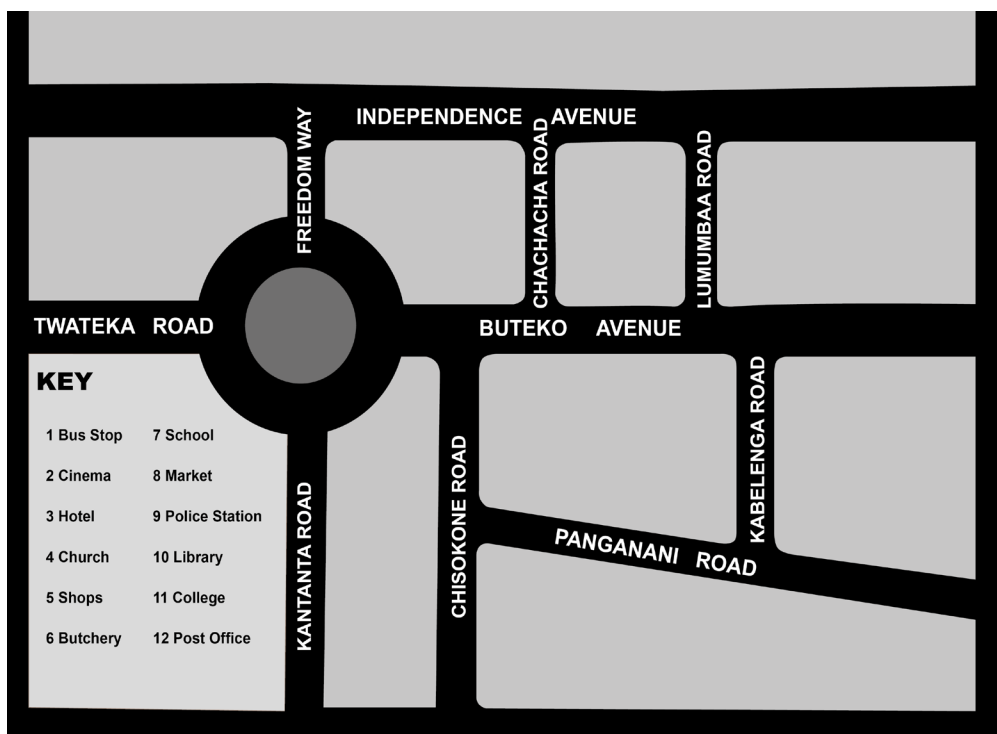 INDEPENDENCE AVENUE
FREEDOM WAY
CHACHACHA ROAD
LUMUMBAA ROAD
TWATEKA ROAD
BUTEKO AVENUE
KEY
1 Bus Stop
2 Cinema
3 Hotel
4 Church
5 Shops
6 Butchery
7 School
8 Market
9 Police Station
10 Library
11 College
12 Post Office
KANTANTA ROAD
CHISOKONE ROAD
KABELENGA ROAD
PANGANANI ROAD